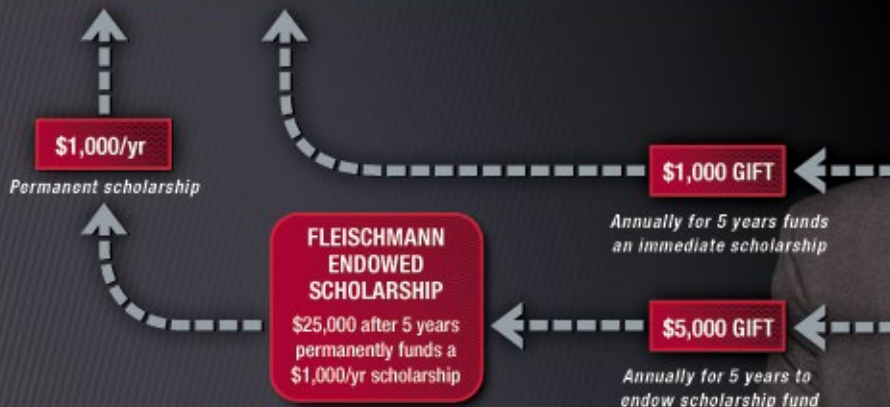 $1,000/yr
Permanent scholarship
$1,000 GIFT
Annually for 5 years funds
an immediate scholarship
FLEISCHMANN
ENDOWED
SCHOLARSHIP
$25,000 after 5 years
permanently funds a
$1,000/yr scholarship
$5,000 GIFT
Annually for 5 years to
endow scholarship fund